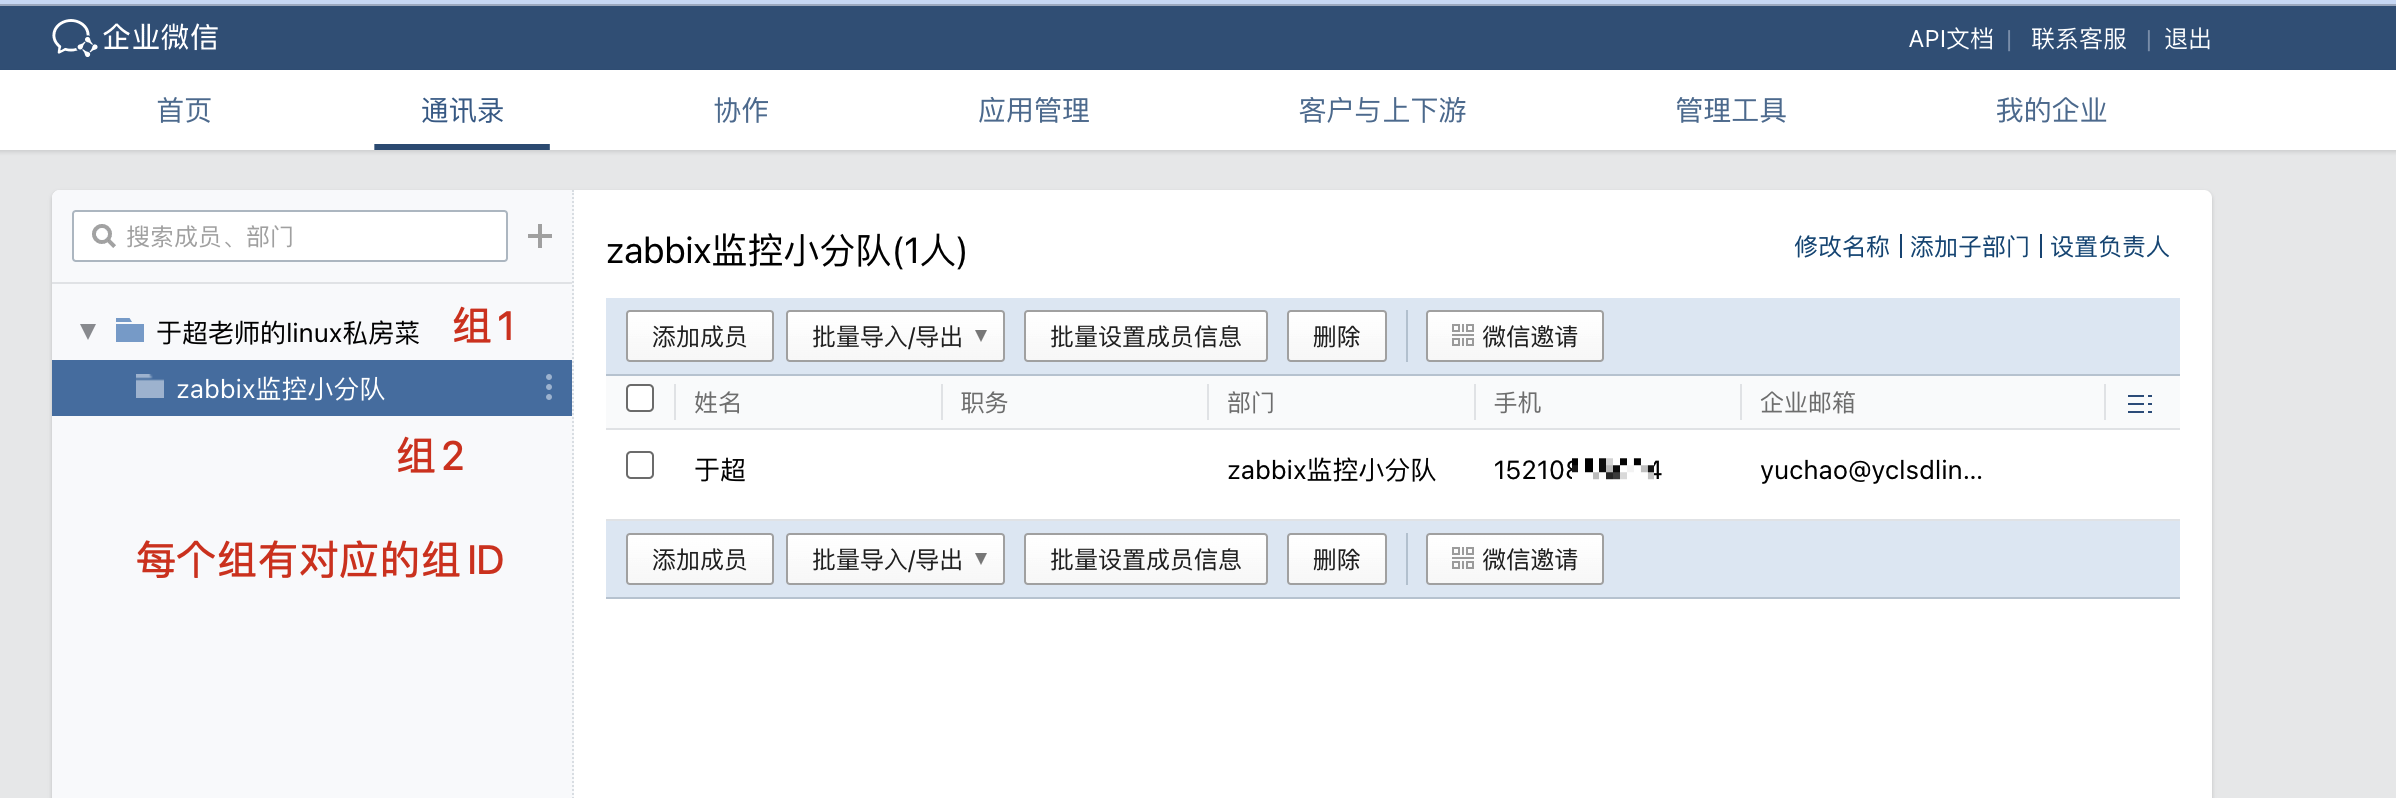 企业微信
API文档 | 联系客服 | 退出
首页 通讯录 协作 应用管理 客户与上下游 管理工具 我的企业
搜索成员、部门
zabbix监控小分队(1人)
修改名称 | 添加子部门 | 设置负责人
于超老师的linux私房菜 组1
zabbix监控小分队
组2
每个组有对应的组ID
添加成员 批量导入/导出 批量设置成员信息 删除 微信邀请
姓名 职务 部门 手机 企业邮箱
于超 zabbix监控小分队 yuchao@yclsdlin...
添加成员 批量导入/导出 批量设置成员信息 删除 微信邀请